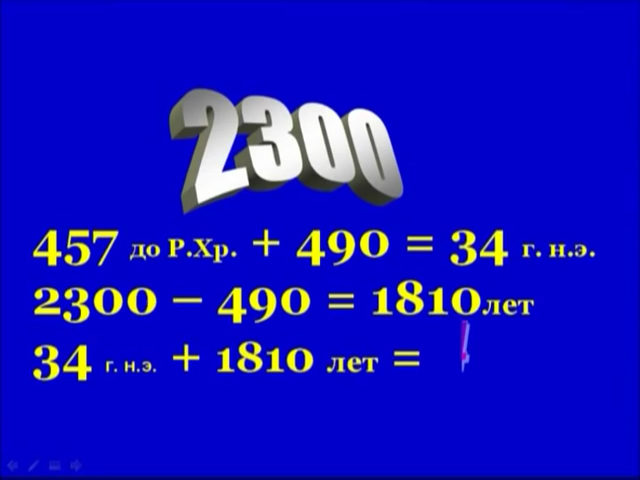 2300
457 до Р.Хр. + 490 = 34 г. н.э.
2300 – 490 = 1810лет
34 г. н.э. + 1810 лет =